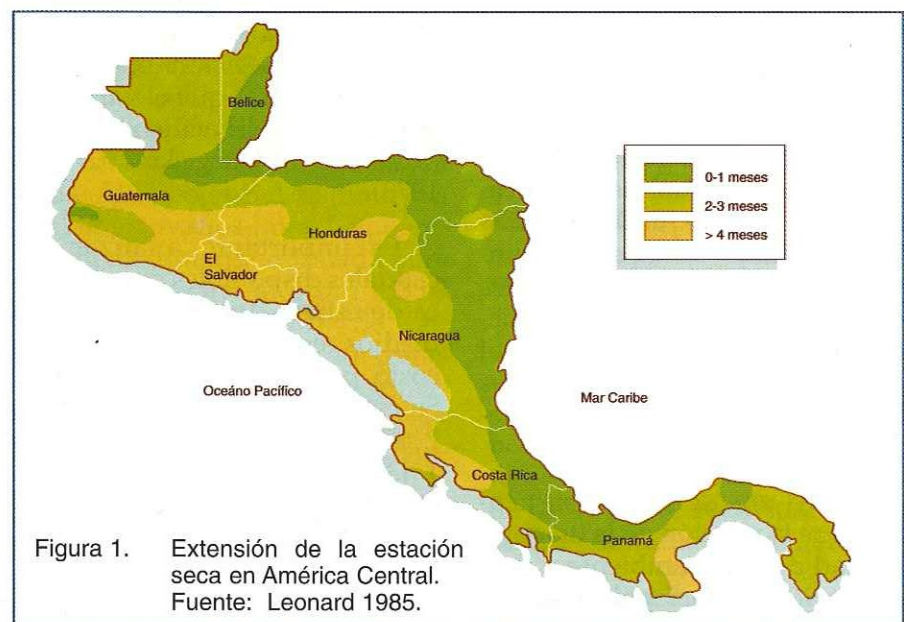 Belice
0-1 meses
2-3 meses
> 4 meses
Guatemala
Honduras
El
Salvador
Nicaragua
Oceáno Pacífico
Mar Caribe
Costa Rica
Panamá
Figura 1. Extensión de la estación
seca en América Central.
Fuente: Leonard 1985.